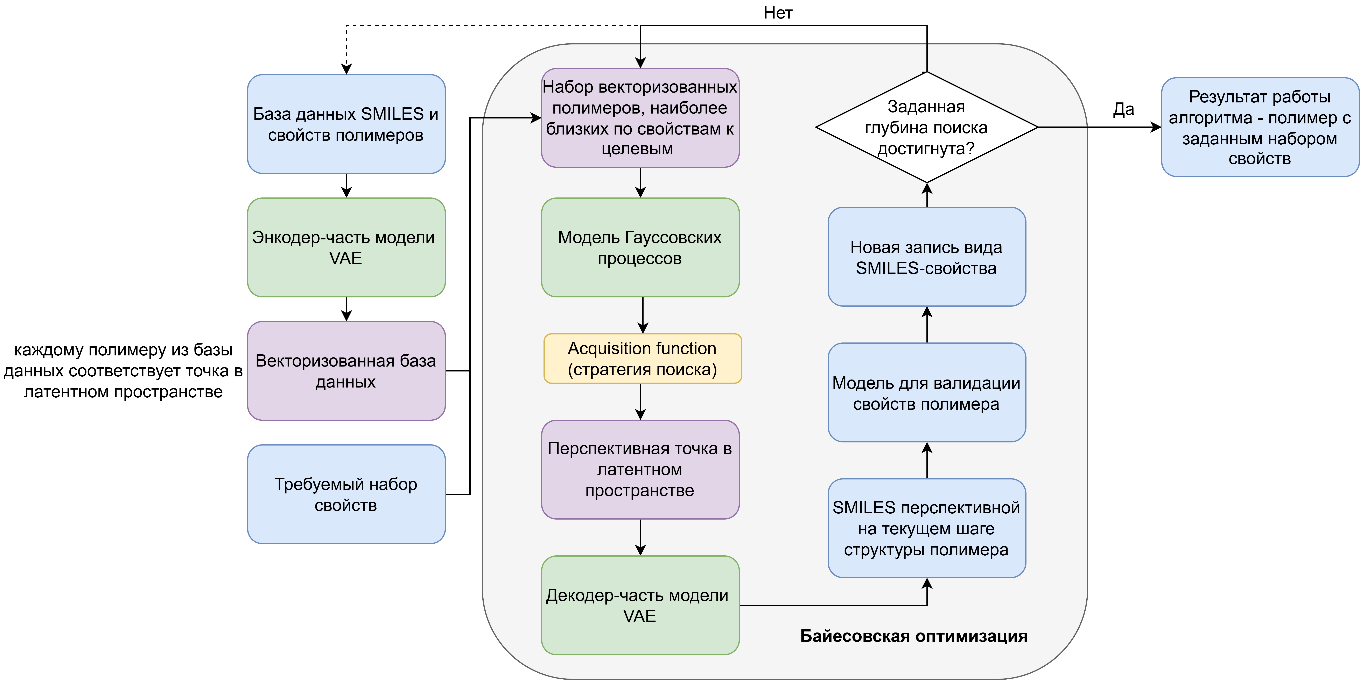 Нет
База данных SMILES и
свойств полимеров
Энкодер-часть модели
VAE
каждому полимеру из базы
данных соответствует точка в
латентном пространстве
Векторизованная база
данных
Требуемый набор
свойств
Набор векторизованных
полимеров, наиболее
близких по свойствам к
целевым
Модель Гауссовских
процессов
Acquisition function
(стратегия поиска)
Перспективная точка в
латентном
пространстве
Декодер-часть модели
VAE
SMILES перспективной
на текущем шаге
структуры полимера
Модель для валидации
свойств полимера
Новая запись вида
SMILES-свойства
Заданная
глубина поиска
достигнута?
Да
Результат работы
алгоритма - полимер с
заданным набором
свойств
Байесовская оптимизация